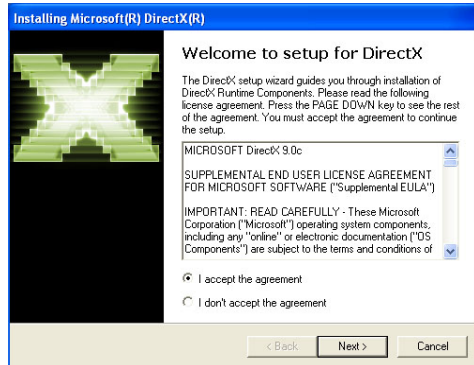 Installing Microsoft(R) DirectX(R)
Welcome to setup for DirectX
The DirectX setup wizard guides you through installation of
DirectX Runtime Components. Please read the following
license agreement. Press the PAGE DOWN key to see the rest
of the agreement. You must accept the agreement to continue
the setup.
MICROSOFT DirectX 9.0c
SUPPLEMENTAL END USER LICENSE AGREEMENT
FOR MICROSOFT SOFTWARE ("Supplemental EULA")
IMPORTANT: READ CAREFULLY - These Microsoft
Corporation ("Microsoft") operating system components,
including any "online" or electronic documentation ("OS
Components") are subject to the terms and conditions of
I accept the agreement
I don't accept the agreement
< Back Next > Cancel